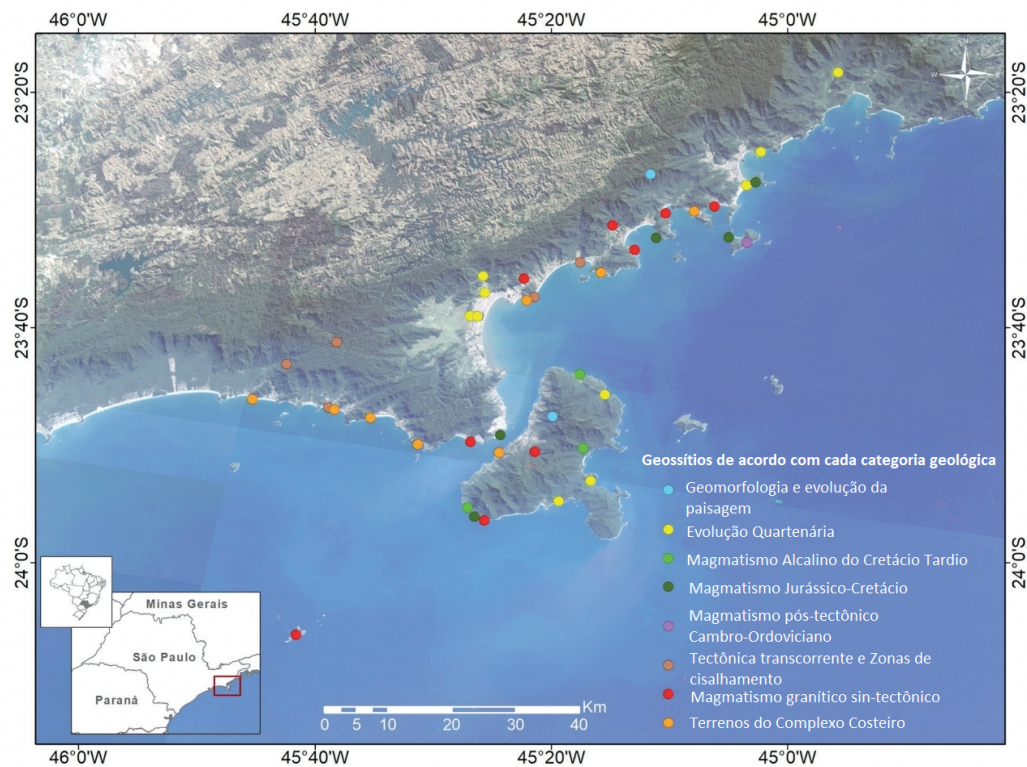 46°0'W 45°40'W 45°20'W 45°0'W
23°20'S 23°20'S
N
W
23°40'S 23°40'S
24°0'S 24°0'S
Geossítios de acordo com cada categoria geológica
Geomorfologia e evolução da
paisagem
Evolução Quartenária
Magmatismo Alcalino do Cretácio Tardio
Magmatismo Jurássico-Cretácio
Magmatismo pós-tectônico
Cambro-Ordoviciano
Tectônica transcorrente e Zonas de
cisalhamento
Magmatismo granítico sin-tectônico
Terrenos do Complexo Costeiro
Minas Gerais
São Paulo
Paraná
Km
0 5 10 20 30 40
46°0'W 45°40'W 45°20'W 45°0'W